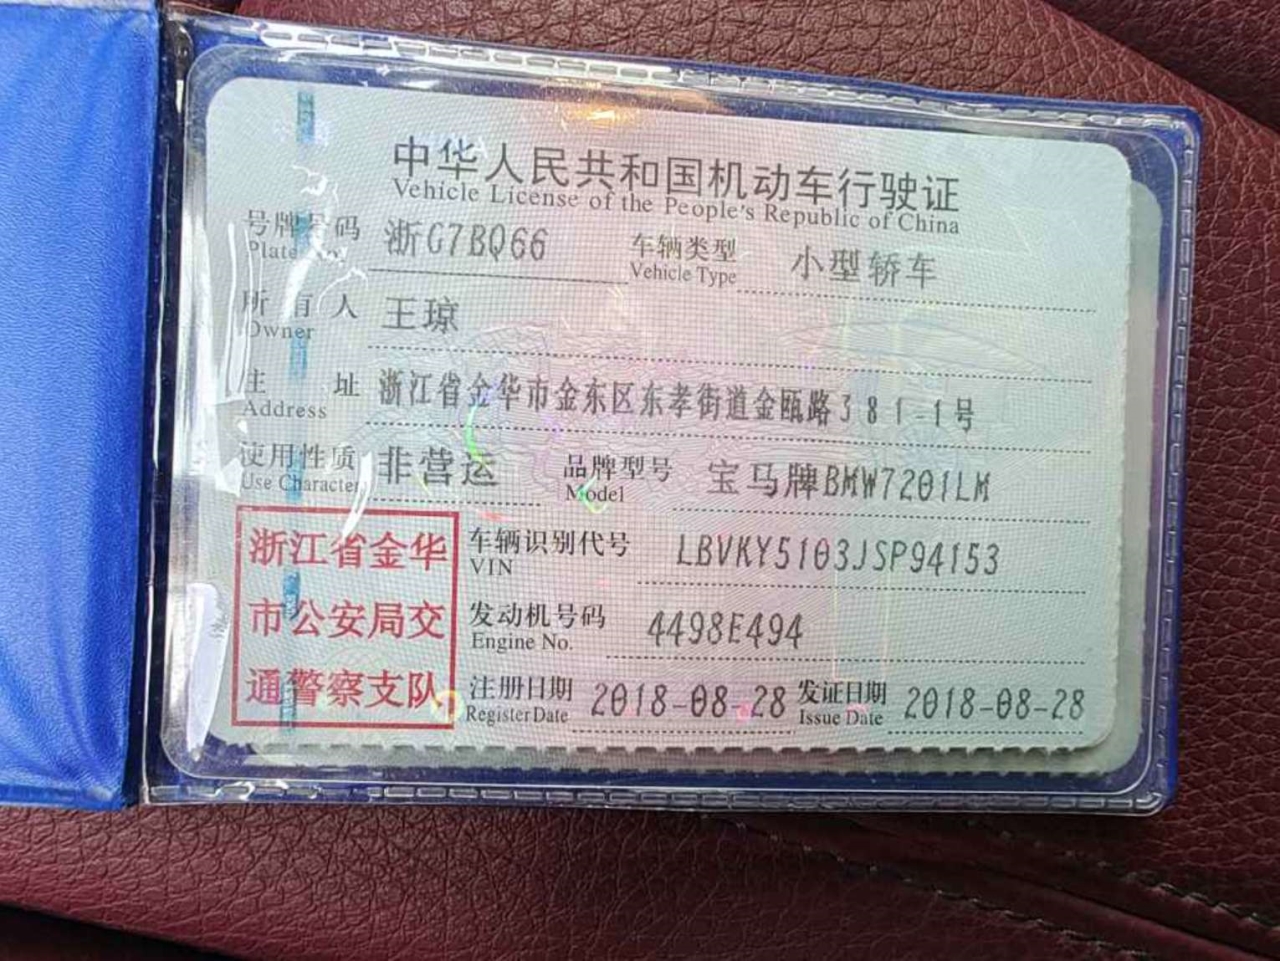 中华人民共和国机动车行驶证
Vehicle License of the People's Republic of China
号牌号码 浙G7BQ66 车辆类型 小型轿车
Plate No. Vehicle Type
所有人 王琼
Owner
主址 浙江省金华市金东区东孝街道金瓯路381-1号
Address
使用性质 非营运 品牌型号 宝马牌BMW7201LM
Use Character Model
浙江省金华
市公安局交
通警察支队
车辆识别代号 LBVKY5103JSP94153
VIN
发动机号码 4498E494
Engine No.
注册日期 2018-08-28 发证日期 2018-08-28
Register Date Issue Date